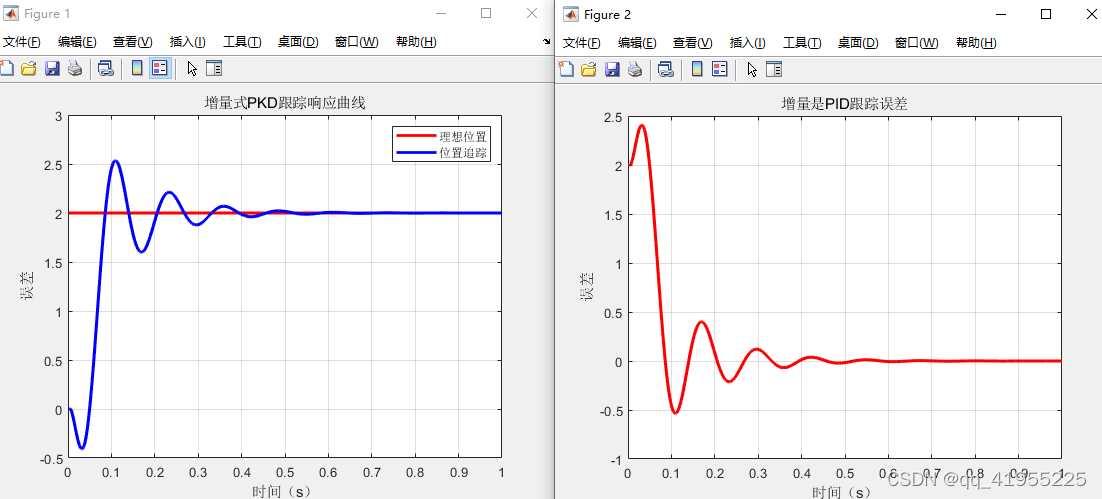 Figure 1
文件(F) 编辑(E) 查看(V) 插入(I) 工具(T) 桌面(D) 窗口(W) 帮助(H)
增量式PKD跟踪响应曲线
3
2.5
2
1.5
1
0.5
0
-0.5
误差
理想位置
位置追踪
0 0.1 0.2 0.3 0.4 0.5 0.6 0.7 0.8 0.9 1
时间（s）
Figure 2
文件(F) 编辑(E) 查看(V) 插入(I) 工具(T) 桌面(D) 窗口(W) 帮助(H)
增量是PID跟踪误差
2.5
2
1.5
1
0.5
0
-0.5
-1
误差
0 0.1 0.2 0.3 0.4 0.5 0.6 0.7 0.8 0.9 1
时间（s）
CSDN @qq_41955225